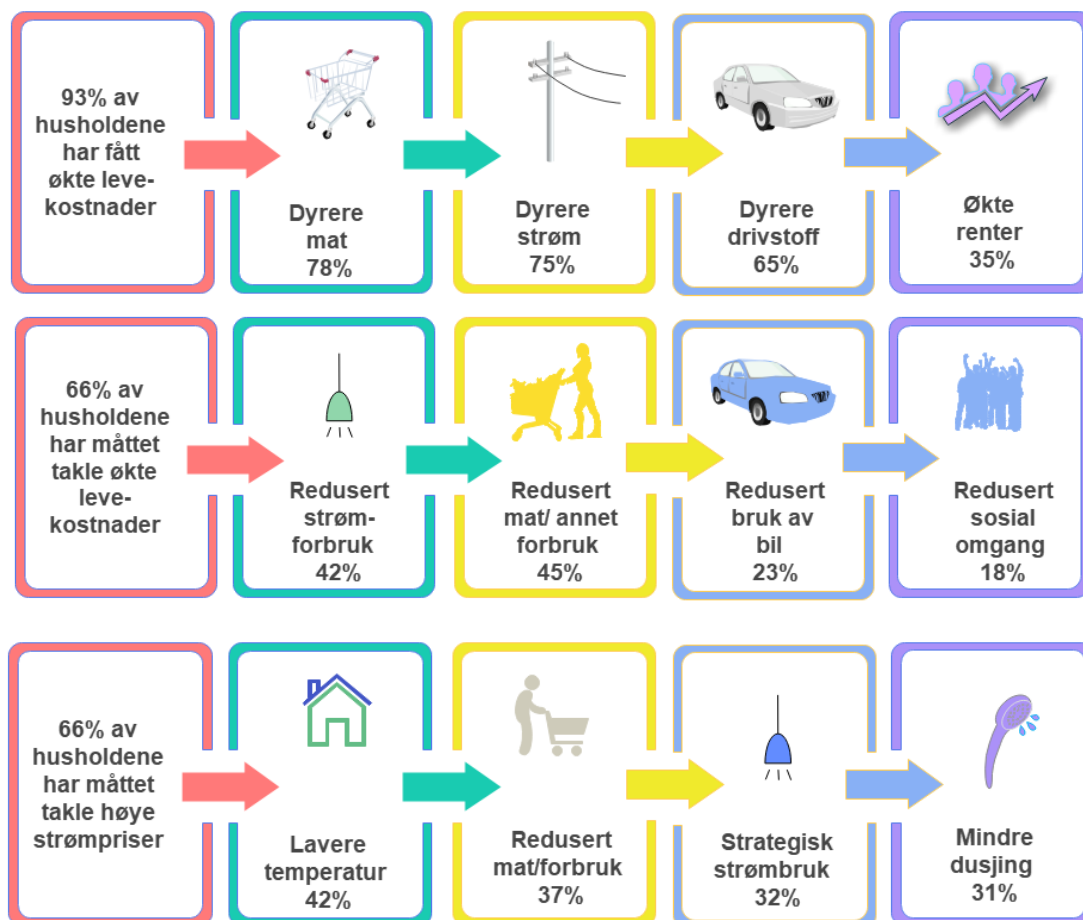 93% av
husholdene
har fått
økte leve-
kostnader
Dyrere
mat
78%
Dyrere
strøm
75%
Dyrere
drivstoff
65%
Økte
renter
35%
66% av
husholdene
har måttet
takle økte
leve-
kostnader
Redusert
strøm-
forbruk
42%
Redusert
mat/ annet
forbruk
45%
Redusert
bruk av
bil
23%
Redusert
sosial
omgang
18%
66% av
husholdene
har måttet
takle høye
strømpriser
Lavere
temperatur
42%
Redusert
mat/forbruk
37%
Strategisk
strømbruk
32%
Mindre
dusjing
31%